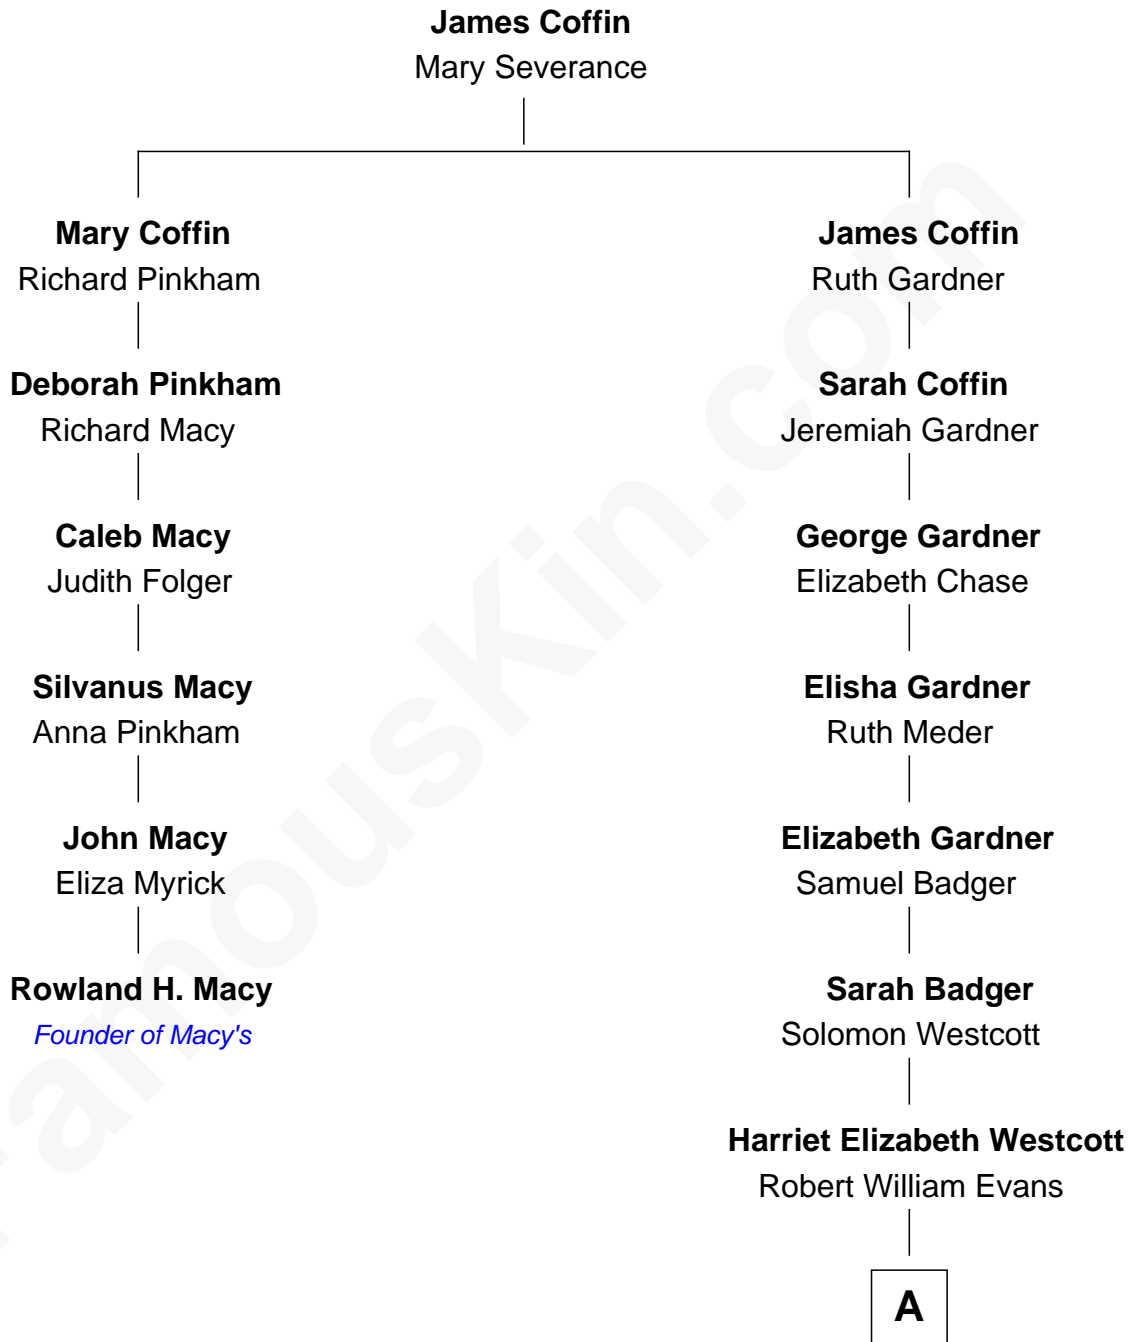 James Coffin
Mary Severance
Mary Coffin
Richard Pinkham
Deborah Pinkham
Richard Macy
Caleb Macy
Judith Folger
Silvanus Macy
Anna Pinkham
John Macy
Eliza Myrick
Rowland H. Macy
Founder of Macy's
James Coffin
Ruth Gardner
Sarah Coffin
Jeremiah Gardner
George Gardner
Elizabeth Chase
Elisha Gardner
Ruth Meder
Elizabeth Gardner
Samuel Badger
Sarah Badger
Solomon Westcott
Harriet Elizabeth Westcott
Robert William Evans
A
FamousKin.com